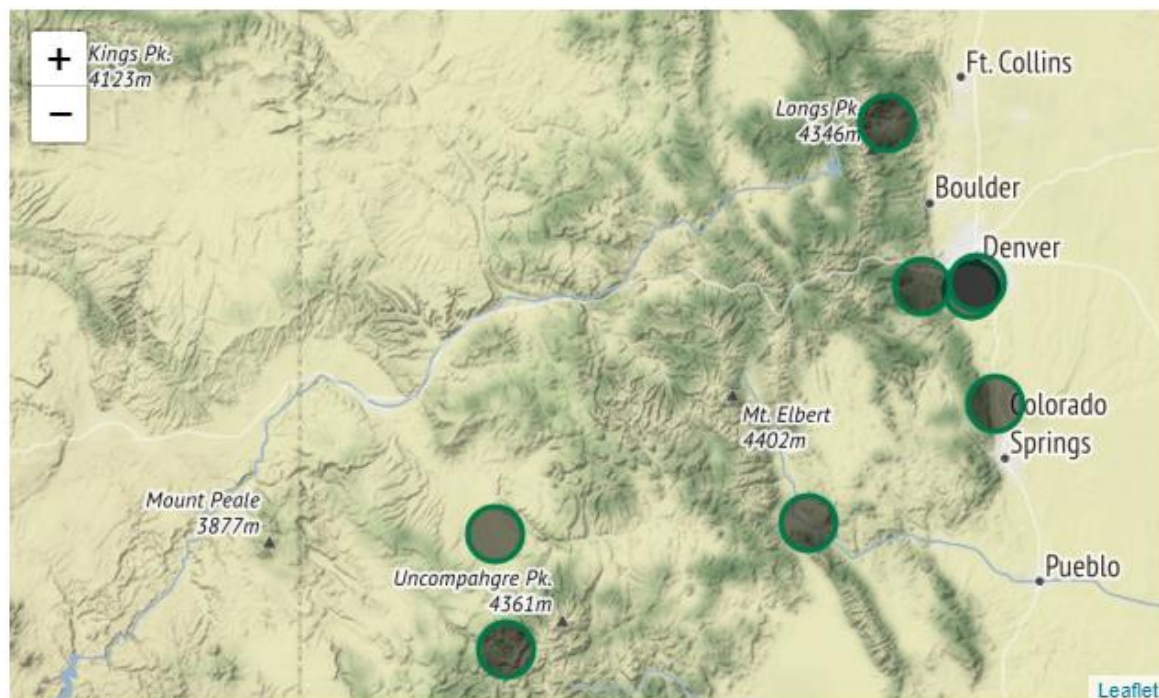 +
−
Kings Pk.
4123m
Ft. Collins
Longs Pk
4346m
Boulder
Denver
Mt. Elbert
4402m
Colorado
Springs
Mount Peale
3877m
Uncompahgre Pk.
4361m
Pueblo
Leaflet